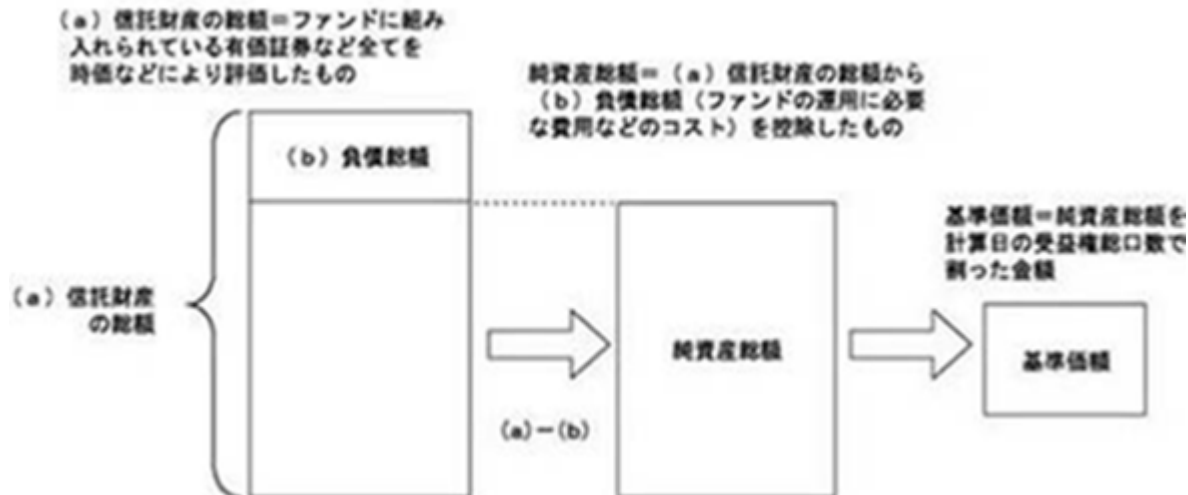 (a)信託財産の総額=ファンドに組み
入れられている有価証券など全てを
時価などにより評価したもの
純資産総額=(a)信託財産の総額から
(b)負債総額(ファンドの運用に必要
な費用などのコスト)を控除したもの
(b)負債総額
基準価額=純資産総額を
計算日の受益権総口数で
割った金額
(a)信託財産
の総額
純資産総額
基準価額
(a)-(b)